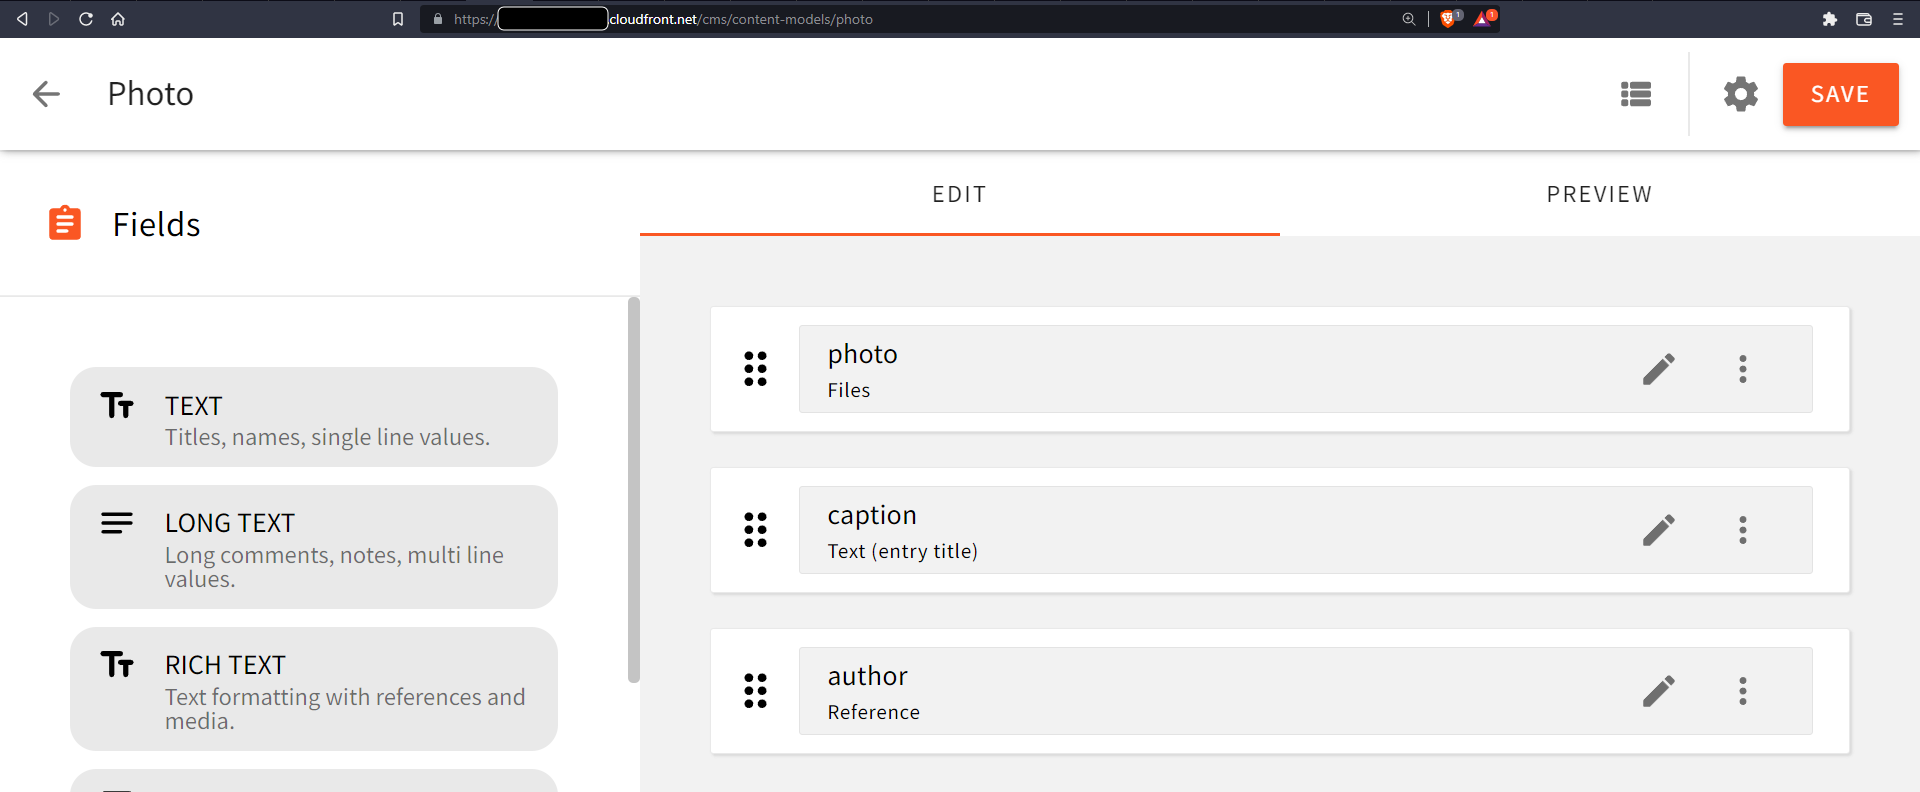 https:// cloudfront.net/cms/content-models/photo
1
1
Photo
SAVE
Fields
EDIT
PREVIEW
TEXT
Titles, names, single line values.
LONG TEXT
Long comments, notes, multi line
values.
RICH TEXT
Text formatting with references and
media.
photo
Files
caption
Text (entry title)
author
Reference